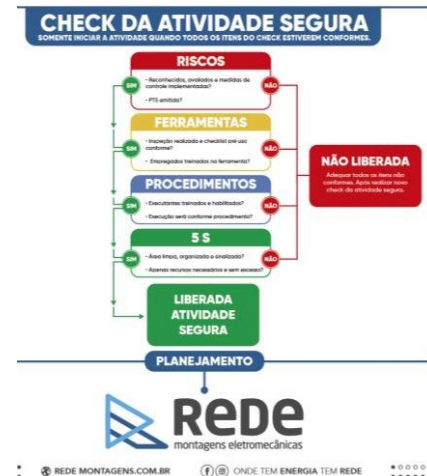 CHECK DA ATIVIDADE SEGURA
SOMENTE INICIAR A ATIVIDADE QUANDO TODOS OS ITENS DO CHECK ESTIVEREM CONFORMES.
RISCOS
- Reconhecidos, avaliados e medidas de
controle implementadas?
- PTS emitida?
SIM
NÃO
FERRAMENTAS
- Inspeção realizada e checklist pré uso
conforme?
- Empregados treinados na ferramenta?
SIM
NÃO
PROCEDIMENTOS
- Executantes treinados e habilitados?
- Execução será conforme procedimento?
SIM
NÃO
5 S
- Área limpa, organizada e sinalizada?
- Apenas recursos necessários e sem excesso?
SIM
NÃO
NÃO LIBERADA
Adequar todos os itens não
conformes. Após realizar novo
check da atividade segura.
LIBERADA
ATIVIDADE
SEGURA
PLANEJAMENTO
REDE
montagens eletromecânicas
REDE MONTAGENS.COM.BR
ONDE TEM ENERGIA TEM REDE